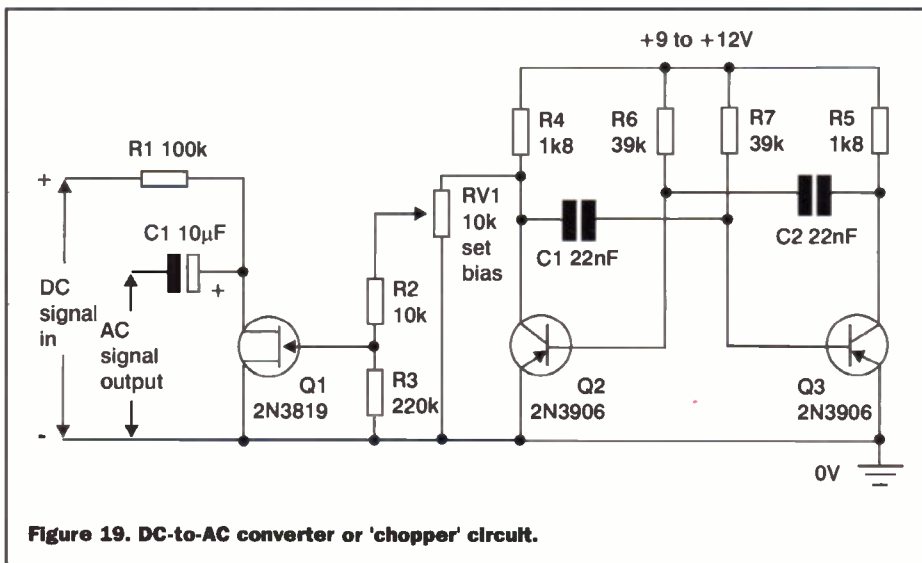 +9 to +12V
R4
1k8
R6
39k
R7
39k
R5
1k8
R1 100k
+
C1 10µF
+
DC
signal
in
AC
signal
output
-
RV1
10k
set
bias
R2
10k
R3
220k
C1 22nF
C2 22nF
Q1
2N3819
Q2
2N3906
Q3
2N3906
0V
Figure 19. DC-to-AC converter or 'chopper' circuit.